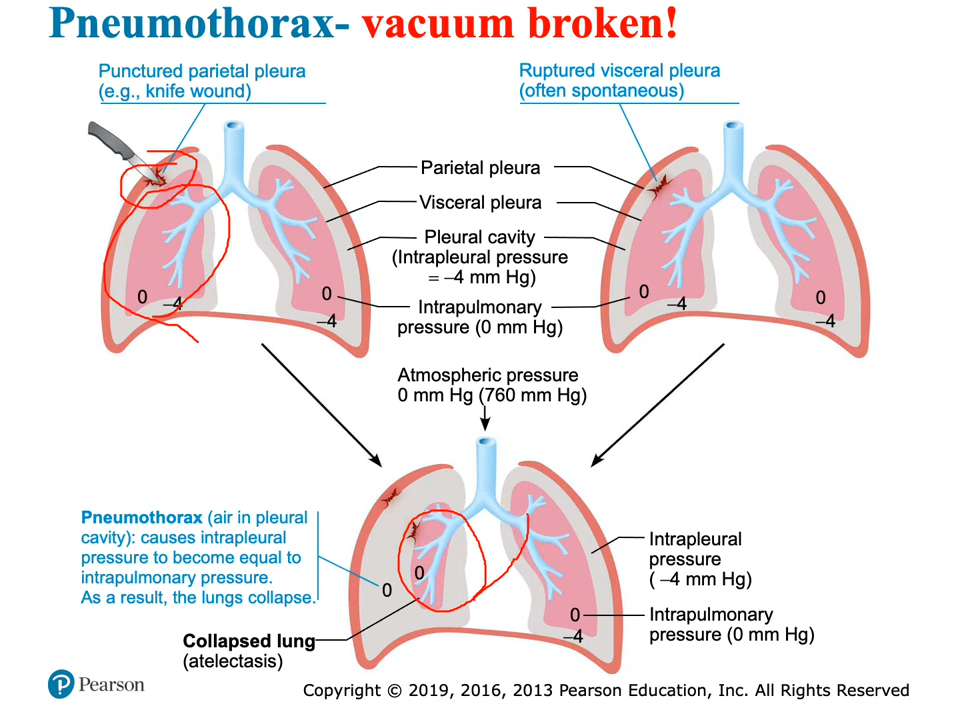 Pneumothorax- vacuum broken!
Punctured parietal pleura
(e.g., knife wound)
Ruptured visceral pleura
(often spontaneous)
Parietal pleura
Visceral pleura
Pleural cavity
(Intrapleural pressure
= –4 mm Hg)
Intrapulmonary
pressure (0 mm Hg)
0
–4
0
–4
0
–4
0
–4
Atmospheric pressure
0 mm Hg (760 mm Hg)
Pneumothorax (air in pleural
cavity): causes intrapleural
pressure to become equal to
intrapulmonary pressure.
As a result, the lungs collapse.
0
0
0
–4
Intrapleural
pressure
( –4 mm Hg)
Intrapulmonary
pressure (0 mm Hg)
Collapsed lung
(atelectasis)
P Pearson
Copyright © 2019, 2016, 2013 Pearson Education, Inc. All Rights Reserved